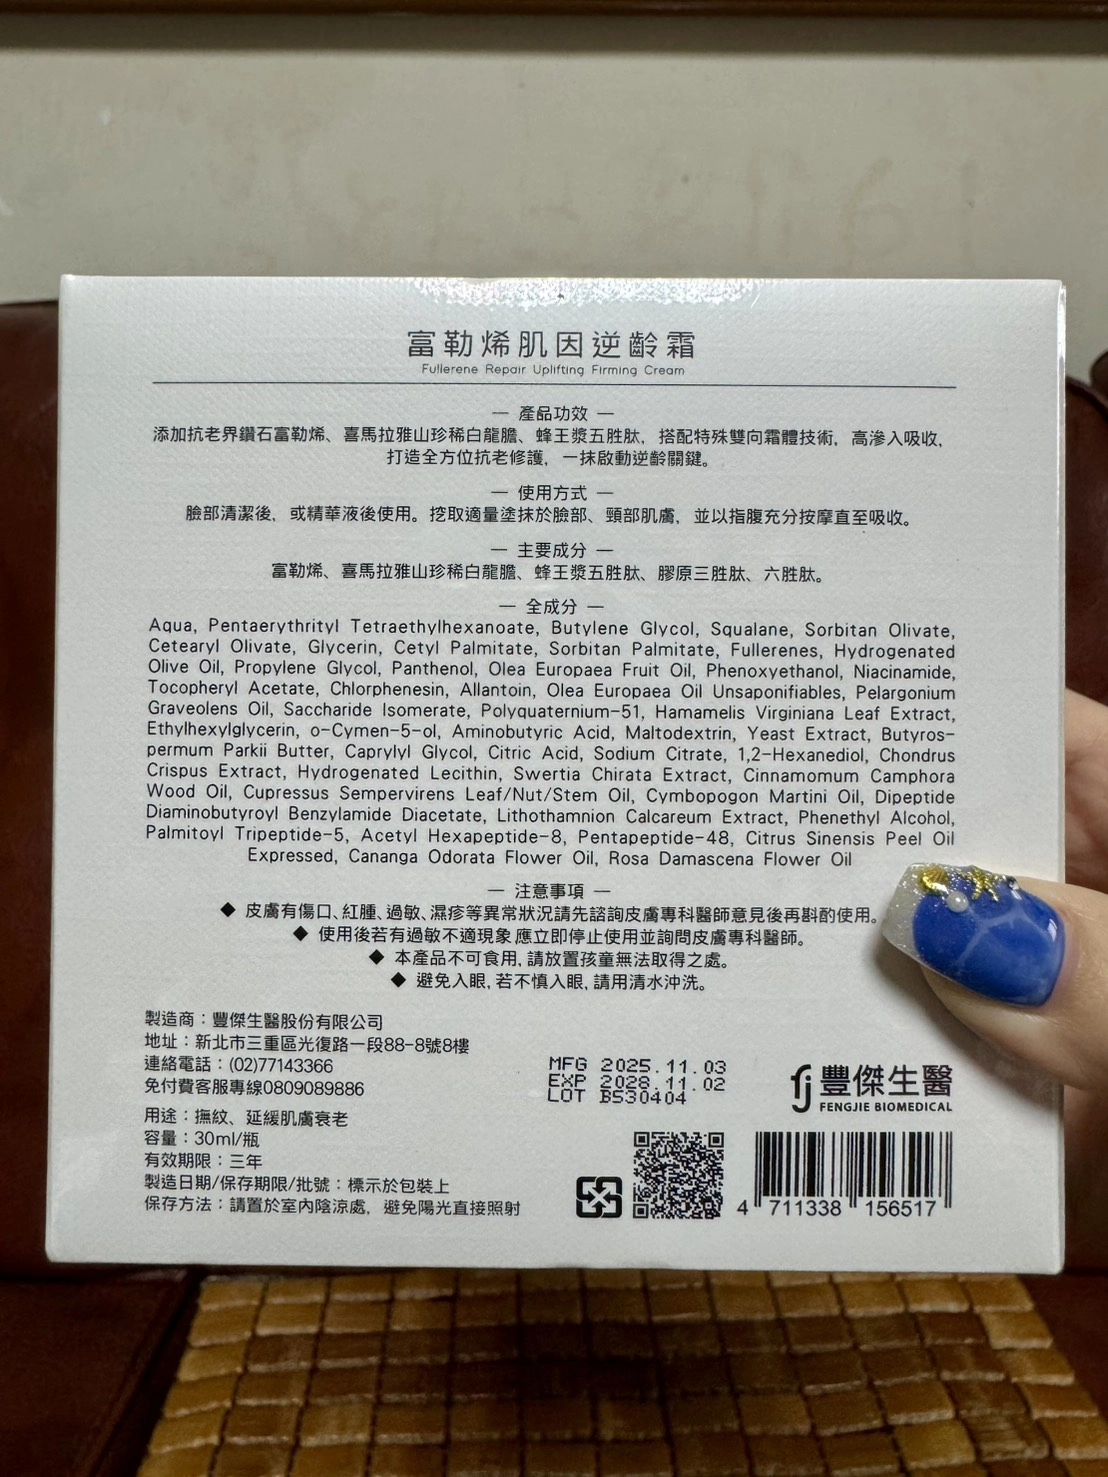 富勒烯肌因逆齡霜
Fullerene Repair Uplifting Firming Cream
— 產品功效 —
添加抗老界鑽石富勒烯、喜馬拉雅山珍稀白龍膽、蜂王漿五胜肽，搭配特殊雙向霜體技術，高滲入吸收，
打造全方位抗老修護，一抹啟動逆齡關鍵。
— 使用方式 —
臉部清潔後，或精華液後使用。挖取適量塗抹於臉部、頸部肌膚，並以指腹充分按摩直至吸收。
— 主要成分 —
富勒烯、喜馬拉雅山珍稀白龍膽、蜂王漿五胜肽、膠原三胜肽、六胜肽。
— 全成分 —
Aqua, Pentaerythrityl Tetraethylhexanoate, Butylene Glycol, Squalane, Sorbitan Olivate,
Cetearyl Olivate, Glycerin, Cetyl Palmitate, Sorbitan Palmitate, Fullerenes, Hydrogenated
Olive Oil, Propylene Glycol, Panthenol, Olea Europaea Fruit Oil, Phenoxyethanol, Niacinamide,
Tocopheryl Acetate, Chlorphenesin, Allantoin, Olea Europaea Oil Unsaponifiables, Pelargonium
Graveolens Oil, Saccharide Isomerate, Polyquaternium-51, Hamamelis Virginiana Leaf Extract,
Ethylhexylglycerin, o-Cymen-5-ol, Aminobutyric Acid, Maltodextrin, Yeast Extract, Butyros-
permum Parkii Butter, Caprylyl Glycol, Citric Acid, Sodium Citrate, 1,2-Hexanediol, Chondrus
Crispus Extract, Hydrogenated Lecithin, Swertia Chirata Extract, Cinnamomum Camphora
Wood Oil, Cupressus Sempervirens Leaf/Nut/Stem Oil, Cymbopogon Martini Oil, Dipeptide
Diaminobutyroyl Benzylamide Diacetate, Lithothamnion Calcareum Extract, Phenethyl Alcohol,
Palmitoyl Tripeptide-5, Acetyl Hexapeptide-8, Pentapeptide-48, Citrus Sinensis Peel Oil
Expressed, Cananga Odorata Flower Oil, Rosa Damascena Flower Oil
— 注意事項 —
◆ 皮膚有傷口、紅腫、過敏、濕疹等異常狀況請先諮詢皮膚專科醫師意見後再斟酌使用。
◆ 使用後若有過敏不適現象,應立即停止使用並詢問皮膚專科醫師。
◆ 本產品不可食用,請放置孩童無法取得之處。
◆ 避免入眼,若不慎入眼,請用清水沖洗。
製造商：豐傑生醫股份有限公司
地址：新北市三重區光復路一段88-8號8樓
連絡電話：(02)77143366
免付費客服專線0809089886
用途：撫紋、延緩肌膚衰老
容量：30ml/瓶
有效期限：三年
製造日期/保存期限/批號：標示於包裝上
保存方法：請置於室內陰涼處，避免陽光直接照射
MFG 2025.11.03
EXP 2028.11.02
LOT BS30404
fj 豐傑生醫
FENGJIE BIOMEDICAL
4 711338 156517